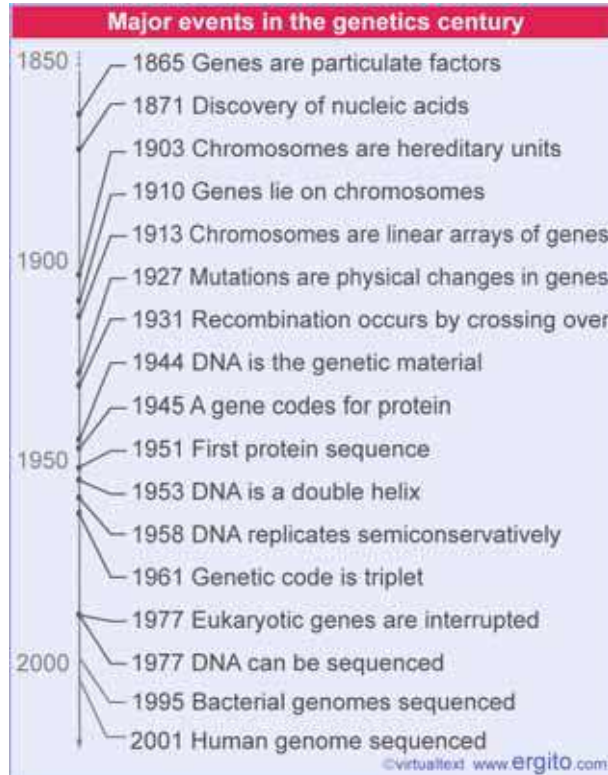 Major events in the genetics century
1850
1865 Genes are particulate factors
1871 Discovery of nucleic acids
1903 Chromosomes are hereditary units
1910 Genes lie on chromosomes
1913 Chromosomes are linear arrays of genes
1900
1927 Mutations are physical changes in genes
1931 Recombination occurs by crossing over
1944 DNA is the genetic material
1945 A gene codes for protein
1951 First protein sequence
1950
1953 DNA is a double helix
1958 DNA replicates semiconservatively
1961 Genetic code is triplet
1977 Eukaryotic genes are interrupted
1977 DNA can be sequenced
2000
1995 Bacterial genomes sequenced
2001 Human genome sequenced
©virtualtext www.ergito.com